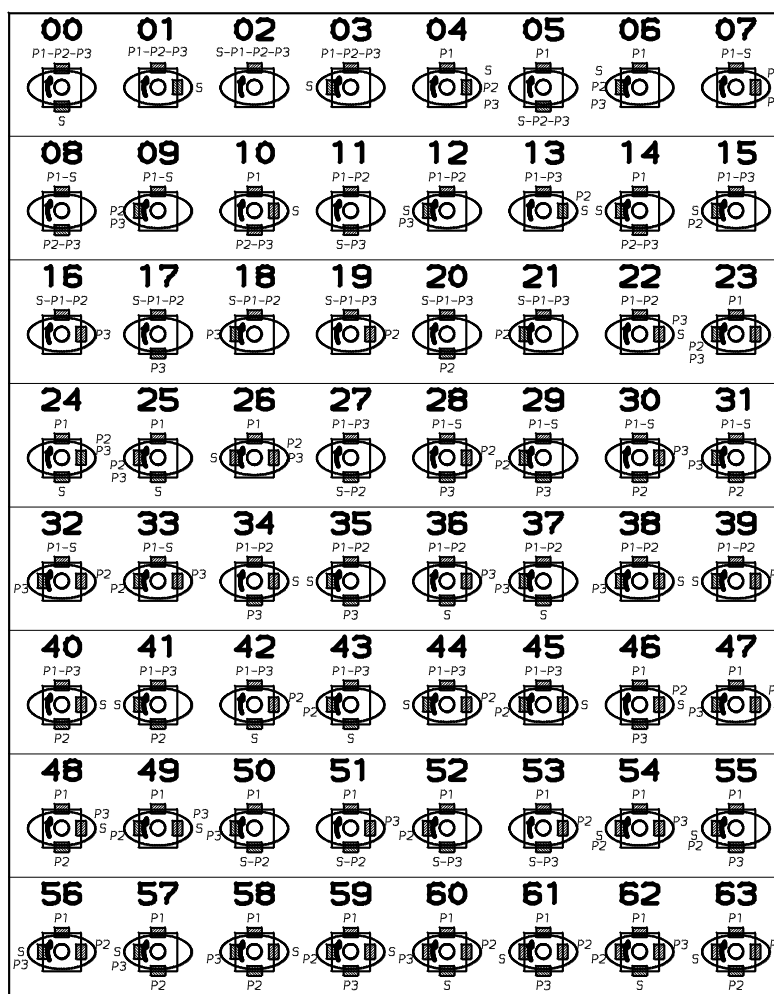 00 01 02 03 04 05 06 07
P1-P2-P3 P1-P2-P3 S-P1-P2-P3 P1-P2-P3 P1 P1 P1 P1-S
S S
S S P2 P2
P3 P3
S S-P2-P3
08 09 10 11 12 13 14 15
P1-S P1-S P1 P1-P2 P1-P2 P1-P3 P1 P1-P3
P2
P2 S S S S S
P3 P3 P2
P2-P3 P2-P3 S-P3 P2-P3
16 17 18 19 20 21 22 23
S-P1-P2 S-P1-P2 S-P1-P2 S-P1-P3 S-P1-P3 S-P1-P3 P1-P2 P1
P3
P3 P3 P2 P2 S
P2
P3
P3 P2
24 25 26 27 28 29 30 31
P1 P1 P1 P1-P3 P1-S P1-S P1-S P1-S
P2 P2
P3 S P3 P2 P3
P2 P2 P3
P3
S S S-P2 P3 P3 P2 P2
32 33 34 35 36 37 38 39
P1-S P1-S P1-P2 P1-P2 P1-P2 P1-P2 P1-P2 P1-P2
P3 P2 P2 P3 S S P3 P3 P3 S S
P3 P3 S S
40 41 42 43 44 45 46 47
P1-P3 P1-P3 P1-P3 P1-P3 P1-P3 P1-P3 P1 P1
P2
S S P2 P2 S P2 P2 S S P3
P2 P2 S S P3
48 49 50 51 52 53 54 55
P1 P1 P1 P1 P1 P1 P1 P1
P3 P3
S P2 S P3 P3 P2 P2 S P3 S
P2 P2
P2 S-P2 S-P2 S-P3 S-P3 P3
56 57 58 59 60 61 62 63
P1 P1 P1 P1 P1 P1 P1 P1
S P2 S P3 S P2 S P3 P2 S P2 P2 P3 S
P3 P3
P2 P2 P3 S P3 S P2